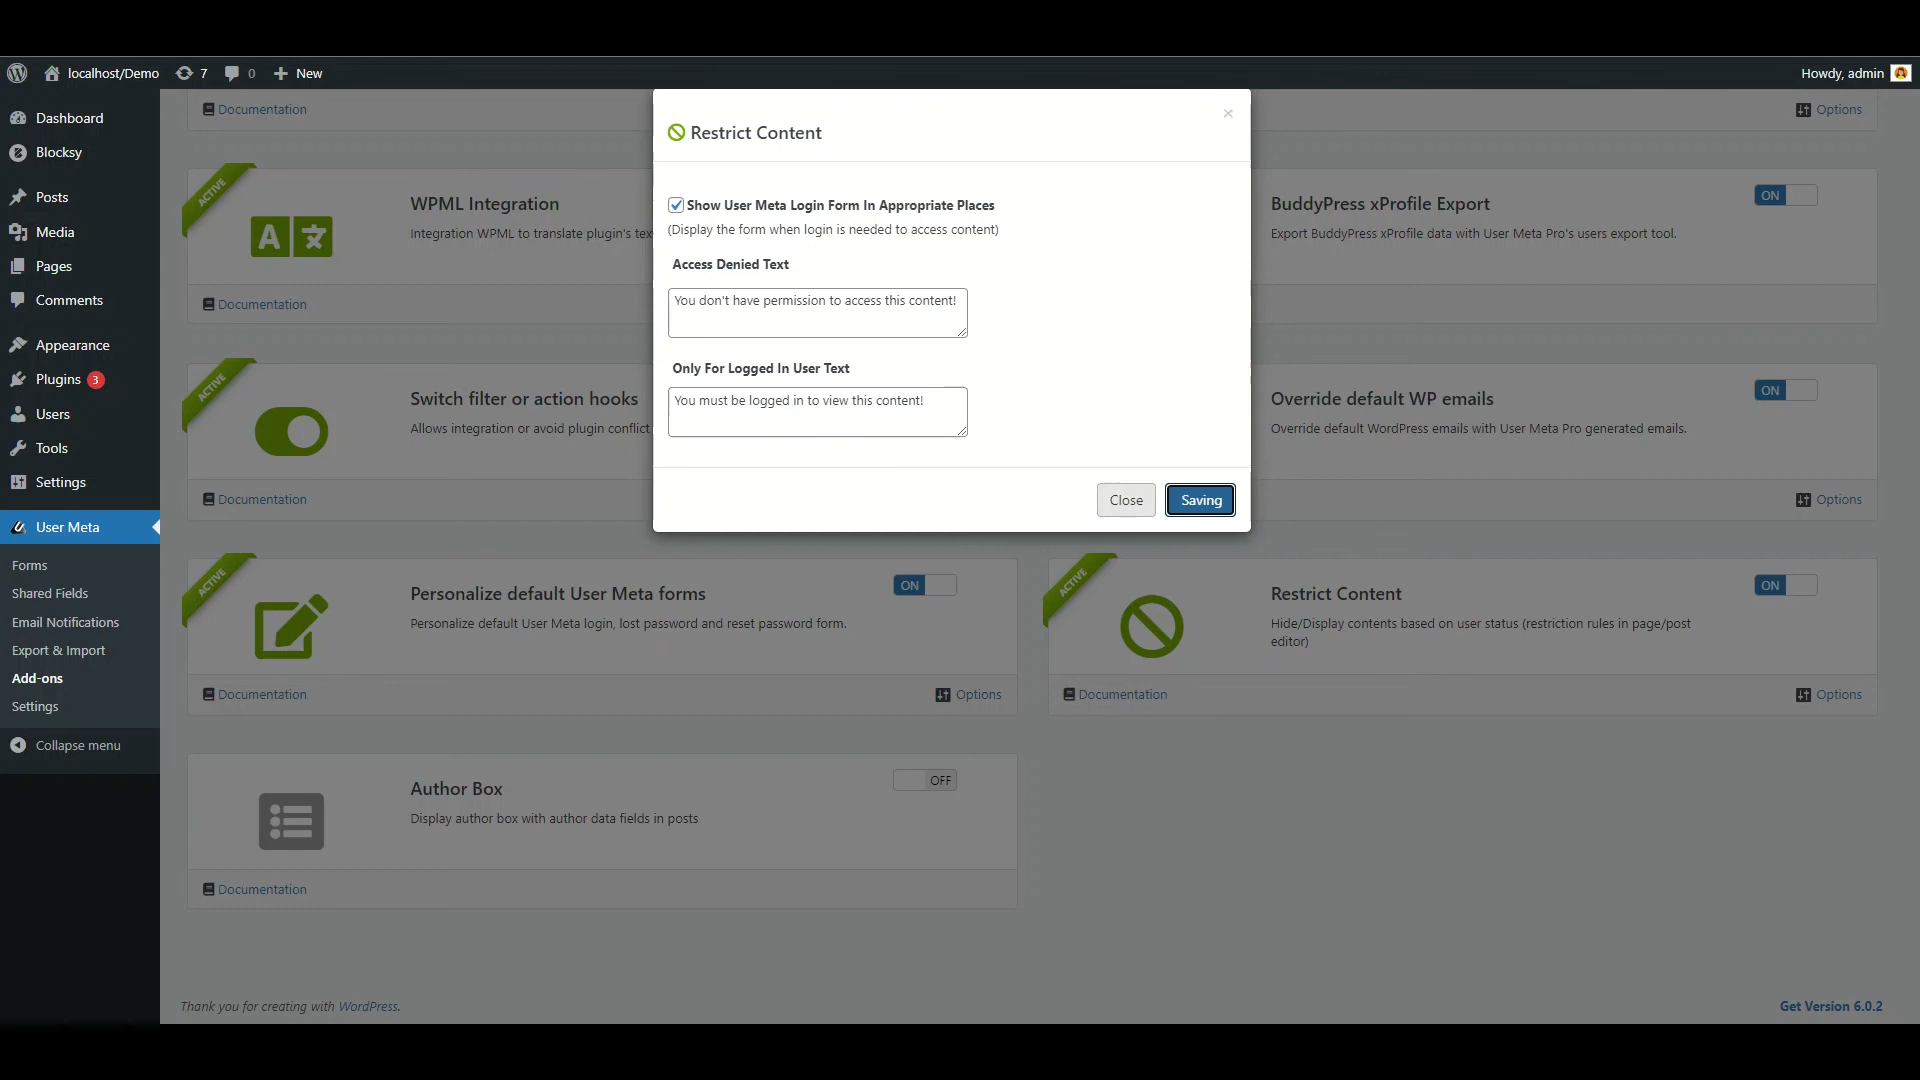 localhost/Demo
7
0
New
Howdy, admin
Dashboard
Blocksy
Posts
Media
Pages
Comments
Appearance
Plugins 3
Users
Tools
Settings
User Meta
Forms
Shared Fields
Email Notifications
Export & Import
Add-ons
Settings
Collapse menu
Documentation
Options
ACTIVE
WPML Integration
Integration WPML to translate plugin's tex
Documentation
BuddyPress xProfile Export
ON
Export BuddyPress xProfile data with User Meta Pro's users export tool.
ACTIVE
Switch filter or action hooks
Allows integration or avoid plugin conflict
Documentation
Override default WP emails
ON
Override default WordPress emails with User Meta Pro generated emails.
Options
Restrict Content
×
Show User Meta Login Form In Appropriate Places
(Display the form when login is needed to access content)
Access Denied Text
You don't have permission to access this content!
Only For Logged In User Text
You must be logged in to view this content!
Close
Saving
ACTIVE
Personalize default User Meta forms
ON
Personalize default User Meta login, lost password and reset password form.
Documentation
Options
ACTIVE
Restrict Content
ON
Hide/Display contents based on user status (restriction rules in page/post
editor)
Documentation
Options
Author Box
OFF
Display author box with author data fields in posts
Documentation
Thank you for creating with WordPress.
Get Version 6.0.2